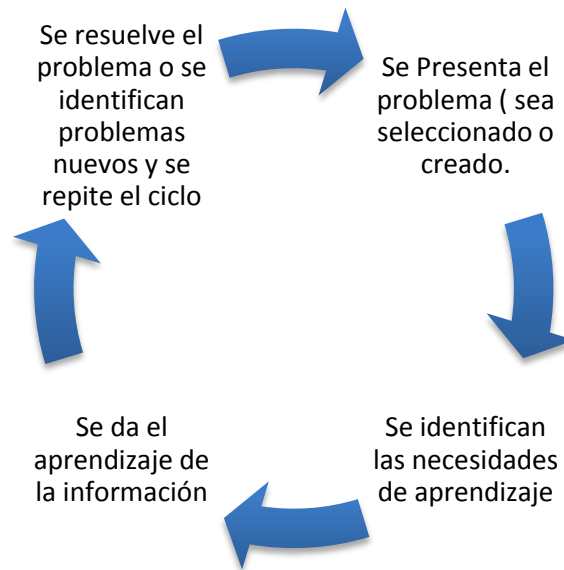 Se resuelve el
problema o se
identifican
problemas
nuevos y se
repite el ciclo
Se Presenta el
problema ( sea
seleccionado o
creado.
Se identifican
las necesidades
de aprendizaje
Se da el
aprendizaje de
la información